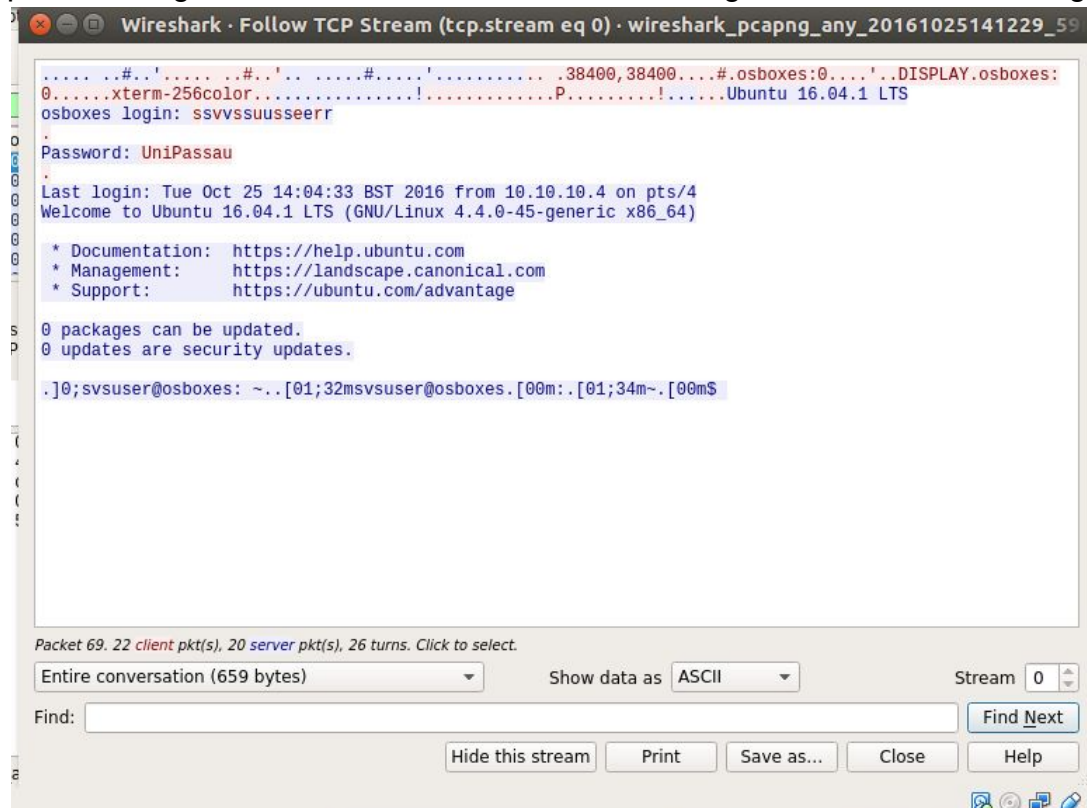 Wireshark · Follow TCP Stream (tcp.stream eq 0) · wireshark_pcapng_any_20161025141229_59
..... ..#..'..... ..#..'.. .....#.....'........... .38400,38400....#.osboxes:0....'..DISPLAY.osboxes:
0......xterm-256color...............!.............P.........!......Ubuntu 16.04.1 LTS
osboxes login: ssvvssuusseerr
.
Password: UniPassau
.
Last login: Tue Oct 25 14:04:33 BST 2016 from 10.10.10.4 on pts/4
Welcome to Ubuntu 16.04.1 LTS (GNU/Linux 4.4.0-45-generic x86_64)
* Documentation: https://help.ubuntu.com
* Management: https://landscape.canonical.com
* Support: https://ubuntu.com/advantage
0 packages can be updated.
0 updates are security updates.
.]0;svsuser@osboxes: ~..[01;32msvsuser@osboxes.[00m:.[01;34m~.[00m$
Packet 69. 22 client pkt(s), 20 server pkt(s), 26 turns. Click to select.
Entire conversation (659 bytes) Show data as ASCII Stream 0
Find: Find Next
Hide this stream Print Save as... Close Help